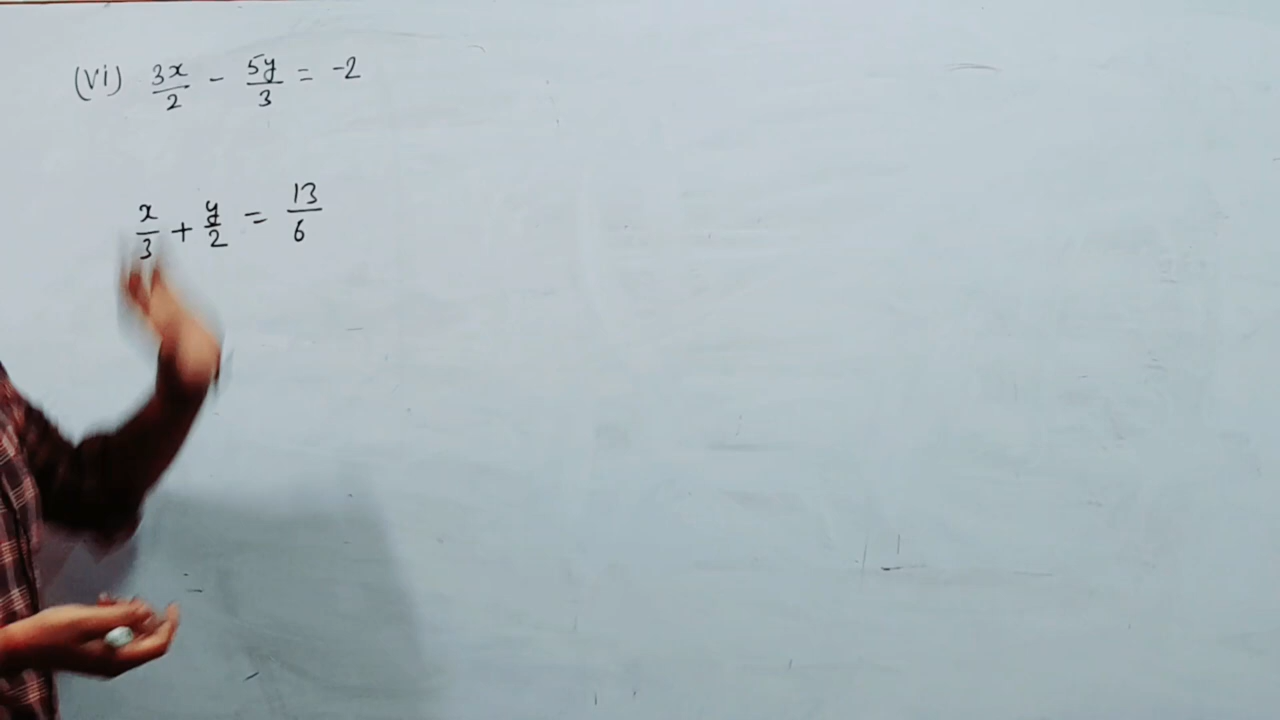 (vi) 3x/2 - 5y/3 = -2
x/3 + y/2 = 13/6